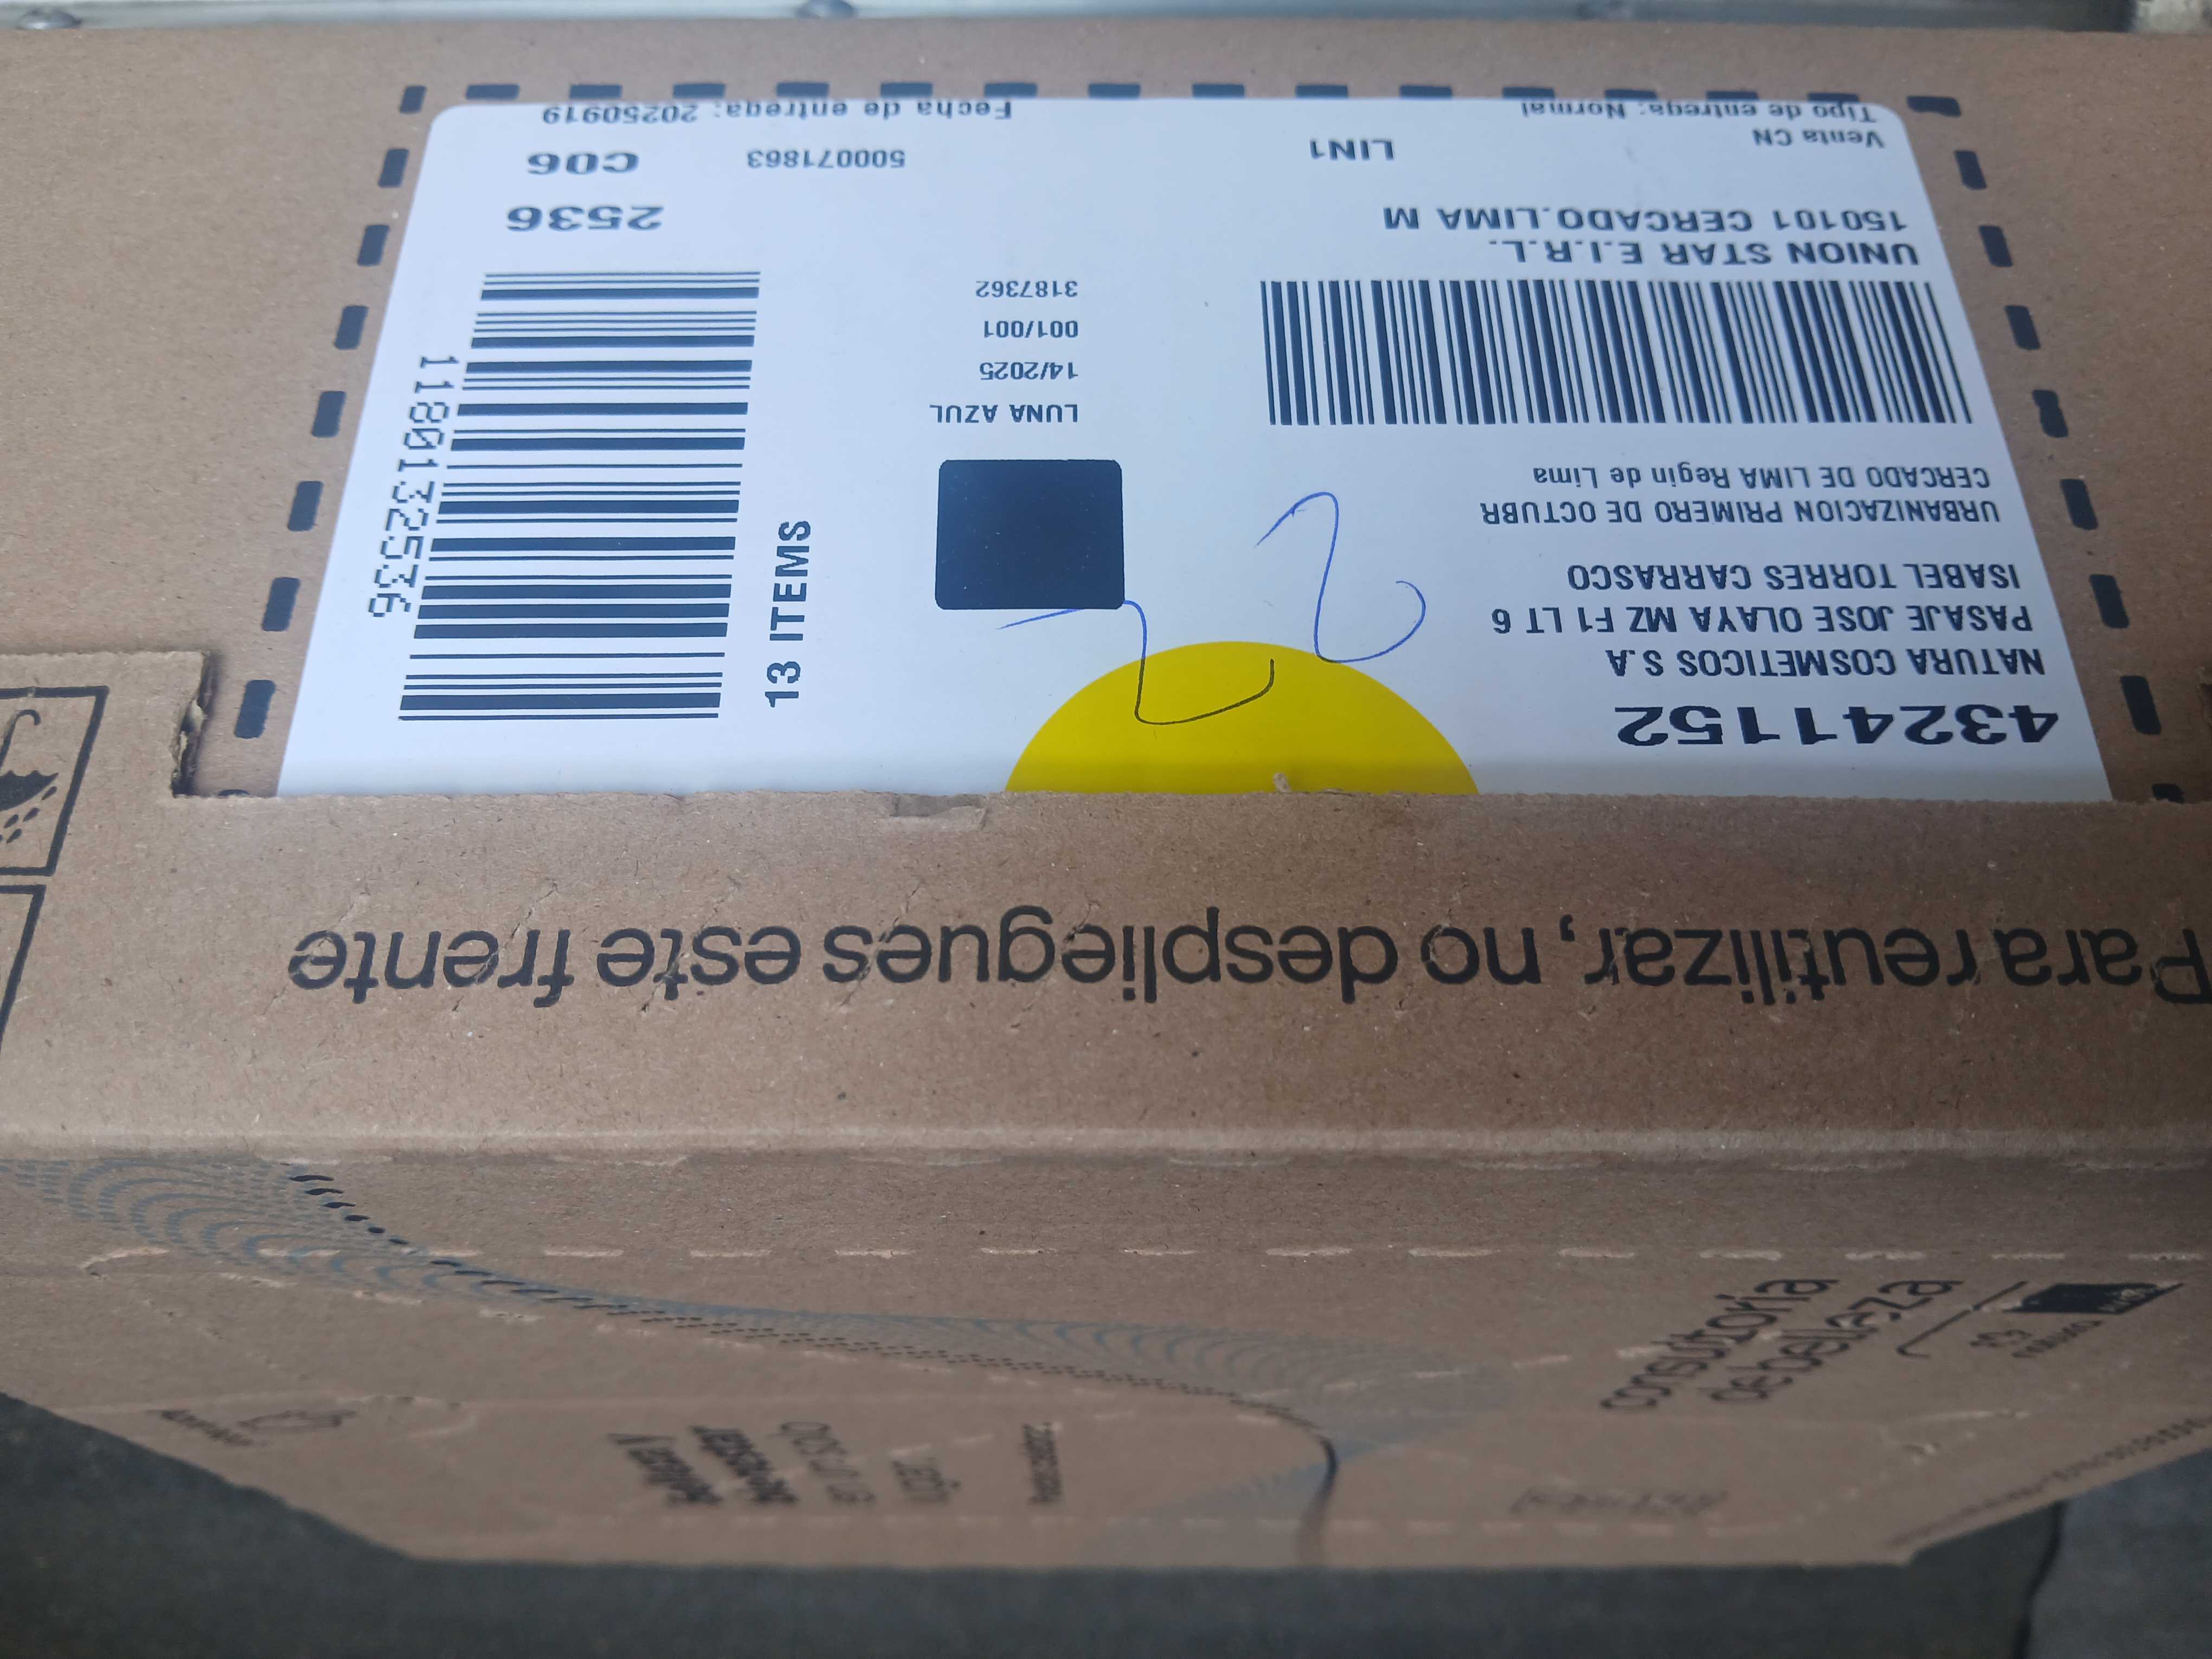 Para reutilizar, no despliegues este frente
43241152
NATURA COSMETICOS S.A
PASAJE JOSE OLAYA MZ F1 LT 6
ISABEL TORRES CARRASCO
URBANIZACION PRIMERO DE OCTUBR
CERCADO DE LIMA Regin de Lima
UNION STAR E.I.R.L.
150101 CERCADO.LIMA M
Venta CN
LIN1
Tipo de entrega: Normal
LUNA AZUL
14/2025
001/001
3187362
500071863
Fecha de entrega: 20250919
13 ITEMS
1180132536
2536
C06
consultoría
de belleza